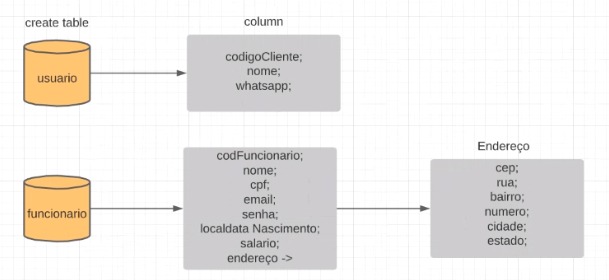 create table
column
usuario
codigoCliente;
nome;
whatsapp;
funcionario
codFuncionario;
nome;
cpf;
email;
senha;
localdata Nascimento;
salario;
endereço ->
Endereço
cep;
rua;
bairro;
numero;
cidade;
estado;